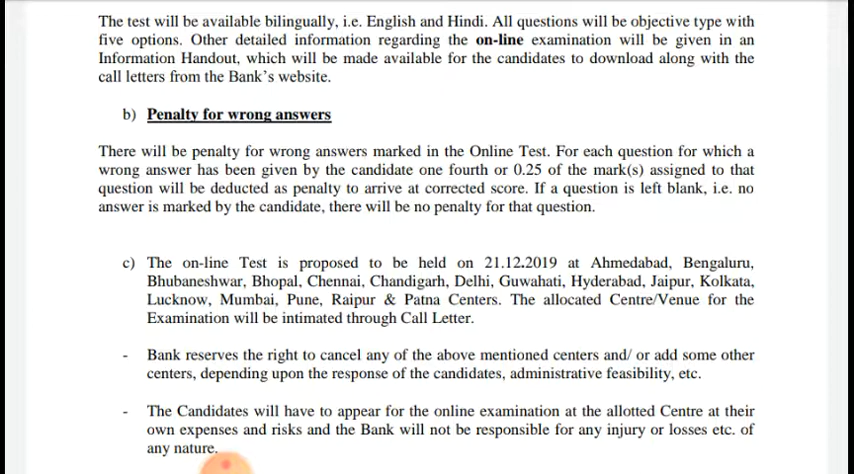 The test will be available bilingually, i.e. English and Hindi. All questions will be objective type with
five options. Other detailed information regarding the on-line examination will be given in an
Information Handout, which will be made available for the candidates to download along with the
call letters from the Bank's website.
b) Penalty for wrong answers
There will be penalty for wrong answers marked in the Online Test. For each question for which a
wrong answer has been given by the candidate one fourth or 0.25 of the mark(s) assigned to that
question will be deducted as penalty to arrive at corrected score. If a question is left blank, i.e. no
answer is marked by the candidate, there will be no penalty for that question.
c) The on-line Test is proposed to be held on 21.12.2019 at Ahmedabad, Bengaluru,
Bhubaneshwar, Bhopal, Chennai, Chandigarh, Delhi, Guwahati, Hyderabad, Jaipur, Kolkata,
Lucknow, Mumbai, Pune, Raipur & Patna Centers. The allocated Centre/Venue for the
Examination will be intimated through Call Letter.
- Bank reserves the right to cancel any of the above mentioned centers and/ or add some other
centers, depending upon the response of the candidates, administrative feasibility, etc.
- The Candidates will have to appear for the online examination at the allotted Centre at their
own expenses and risks and the Bank will not be responsible for any injury or losses etc. of
any nature.